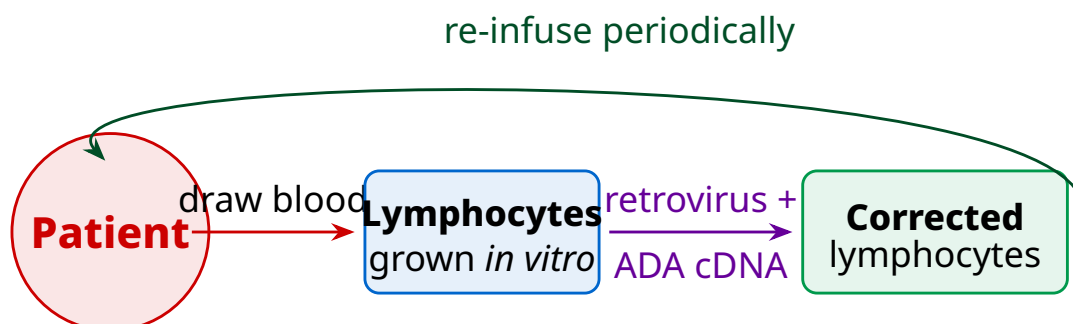 re-infuse periodically
Patient
draw blood
Lymphocytes
grown in vitro
retrovirus +
ADA cDNA
Corrected
lymphocytes